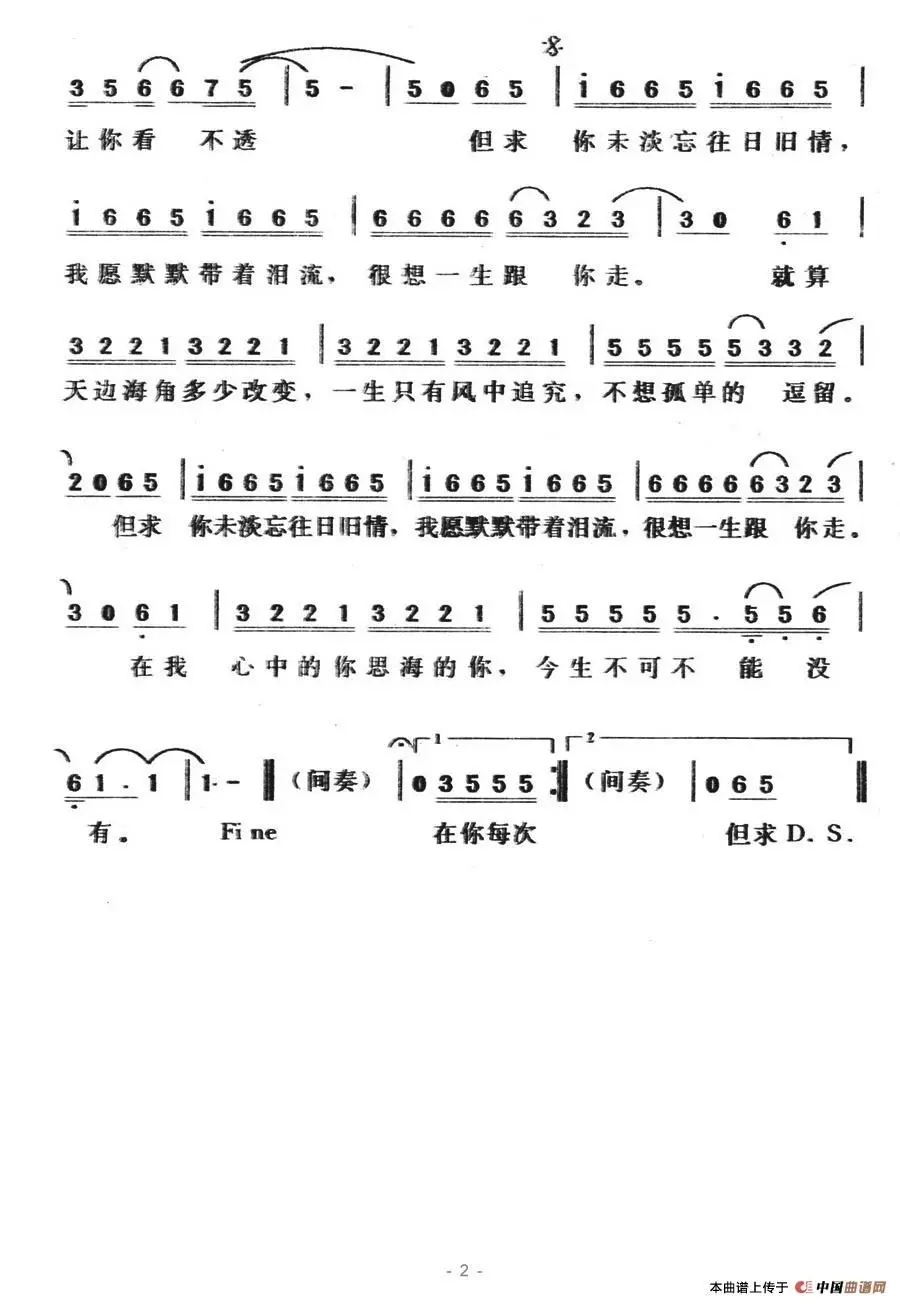 ·8·
3 5 6 6 7 5 | 5 - | 5 0 6 5 | i 6 6 5 i 6 6 5 |
让你看 不透 但求 你未淡忘往日旧情，
i 6 6 5 i 6 6 5 | 6 6 6 6 6 3 2 3 | 3 0 6 1 |
我愿默默带着泪流，很想一生跟 你走。 就算
3 2 2 1 3 2 2 1 | 3 2 2 1 3 2 2 1 | 5 5 5 5 5 3 3 2 |
天边海角多少改变，一生只有风中追究，不想孤单的 逗留。
2 0 6 5 | i 6 6 5 i 6 6 5 | i 6 6 5 i 6 6 5 | 6 6 6 6 6 3 2 3 |
但求 你未淡忘往日旧情，我愿默默带着泪流，很想一生跟 你走。
3 0 6 1 | 3 2 2 1 3 2 2 1 | 5 5 5 5 5 . 5 5 6 |
在我 心中的你思海的你，今生不可不 能 没
1 2
6 1 . 1 | 1 - ‖ （间奏） | 0 3 5 5 5 :‖ （间奏） | 0 6 5 ‖
有。 Fine 在你每次 但求D.S.
- 2 -
本曲谱上传于 中国曲谱网